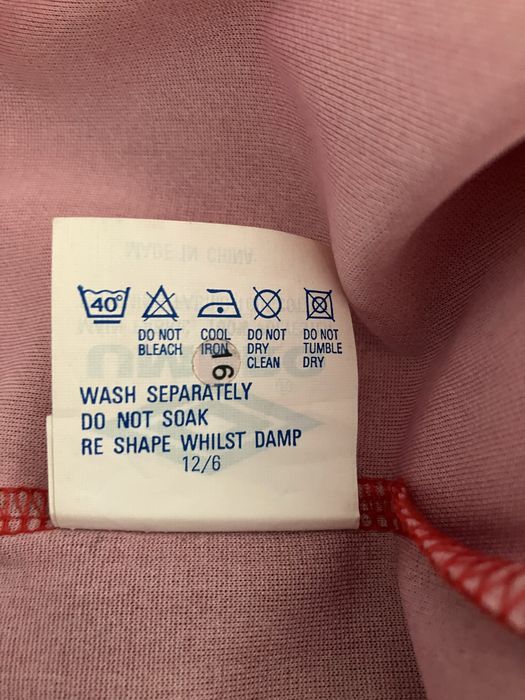 MADE IN CHINA
40°
DO NOT BLEACH
COOL IRON
DO NOT DRY CLEAN
DO NOT TUMBLE DRY
16
WASH SEPARATELY
DO NOT SOAK
RE SHAPE WHILST DAMP
12/6